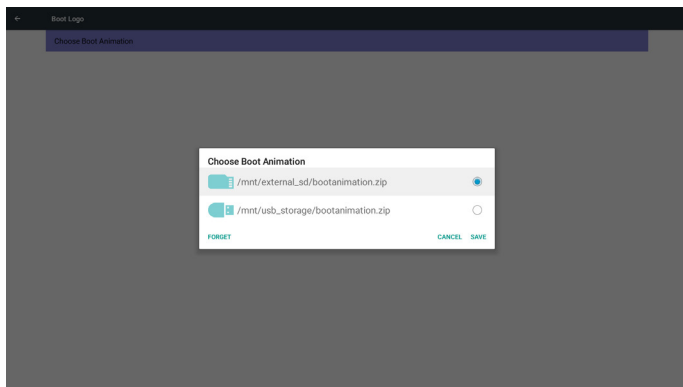 Boot Logo
Choose Boot Animation
Choose Boot Animation
/mnt/external_sd/bootanimation.zip
/mnt/usb_storage/bootanimation.zip
FORGET CANCEL SAVE